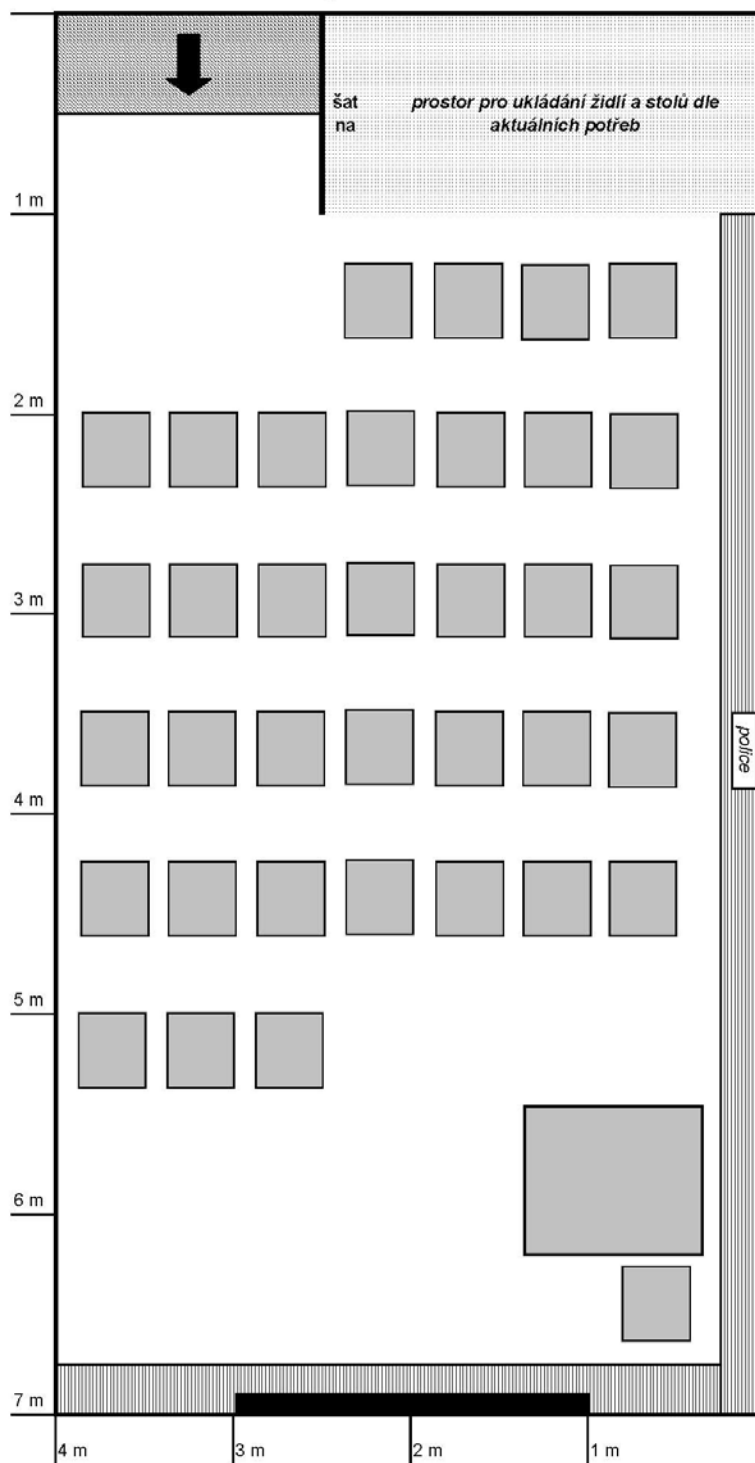 šat
na
prostor pro ukládání židlí a stolů dle
aktuálních potřeb
1 m
2 m
3 m
police
4 m
5 m
6 m
7 m
4 m
3 m
2 m
1 m